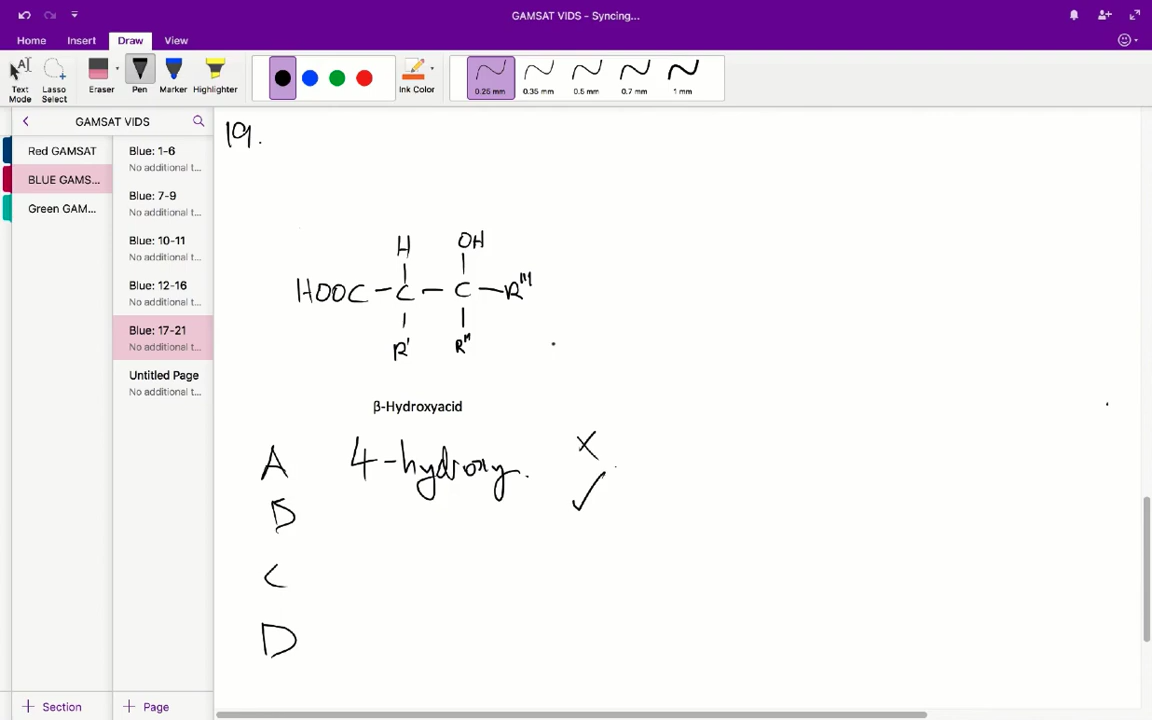 GAMSAT VIDS - Syncing...
Home Insert Draw View
Text Mode
Lasso Select
Eraser
Pen
Marker
Highlighter
Ink Color
0.25 mm
0.35 mm
0.5 mm
0.7 mm
1 mm
GAMSAT VIDS
Red GAMSAT
BLUE GAMS...
Green GAM...
Blue: 1-6
No additional t...
Blue: 7-9
No additional t...
Blue: 10-11
No additional t...
Blue: 12-16
No additional t...
Blue: 17-21
No additional t...
Untitled Page
No additional t...
+ Section
+ Page
19.
H OH
HOOC - C - C - R'''
R' R''
β-Hydroxyacid
A 4-hydroxy. X
B ✓
C
D